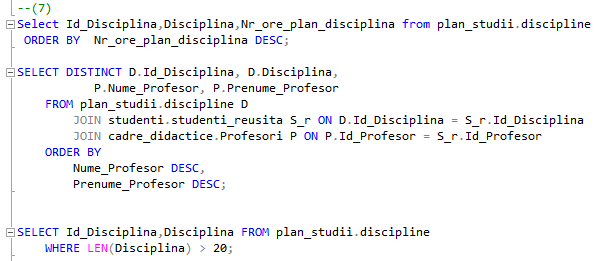 --(7)
Select Id_Disciplina,Disciplina,Nr_ore_plan_disciplina from plan_studii.discipline
ORDER BY  Nr_ore_plan_disciplina DESC;
SELECT DISTINCT D.Id_Disciplina, D.Disciplina,
P.Nume_Profesor, P.Prenume_Profesor
FROM plan_studii.discipline D
JOIN studenti.studenti_reusita S_r ON D.Id_Disciplina = S_r.Id_Disciplina
JOIN cadre_didactice.Profesori P ON P.Id_Profesor = S_r.Id_Profesor
ORDER BY
Nume_Profesor DESC,
Prenume_Profesor DESC;
SELECT Id_Disciplina,Disciplina FROM plan_studii.discipline
WHERE LEN(Disciplina) > 20;